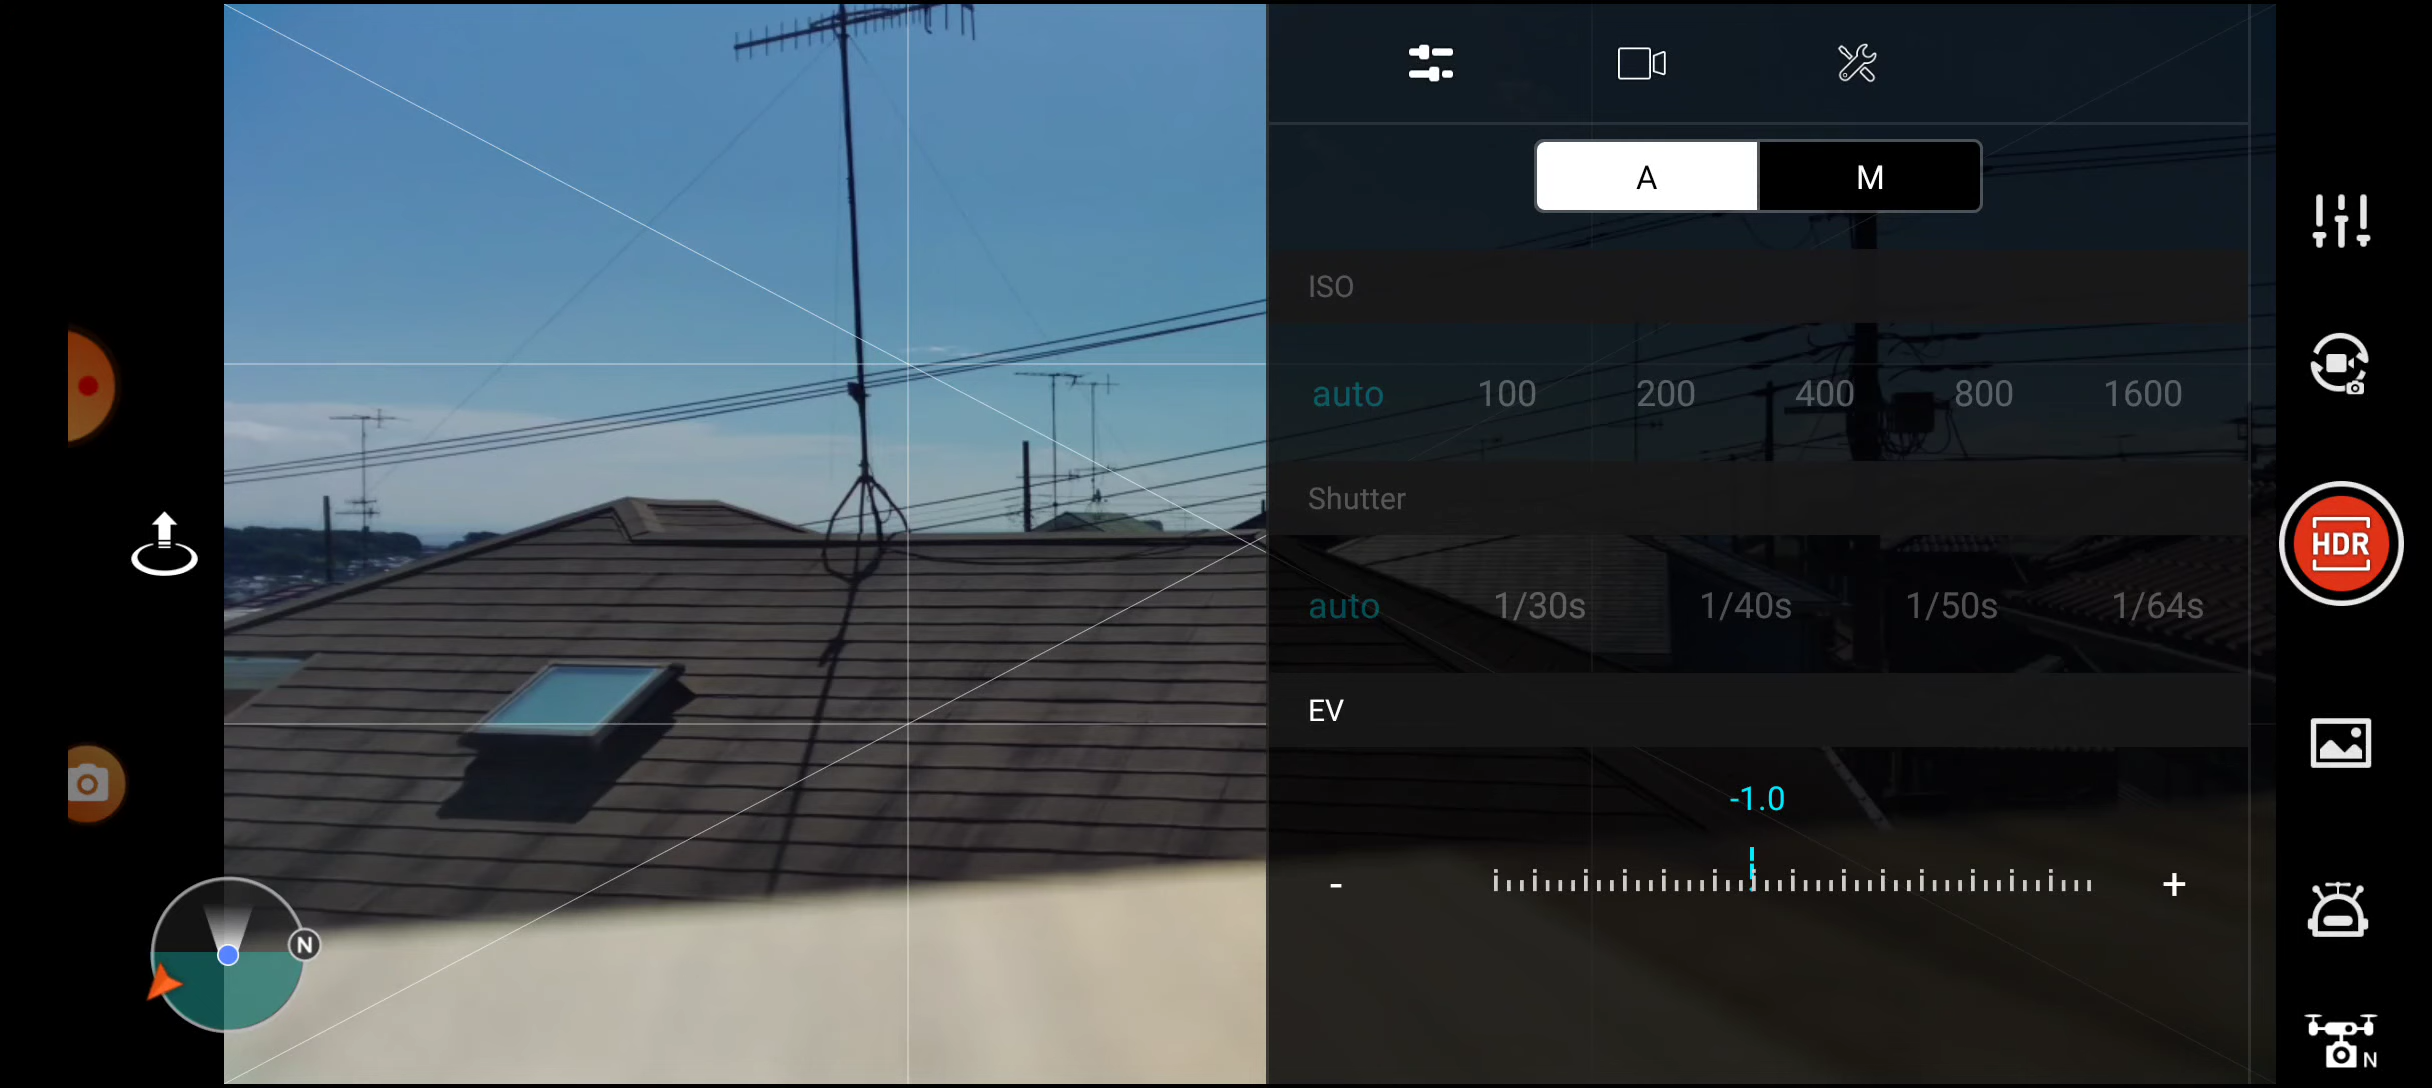 A M
ISO
auto 100 200 400 800 1600
Shutter
auto 1/30s 1/40s 1/50s 1/64s
HDR
EV
-1.0
- +
N
N